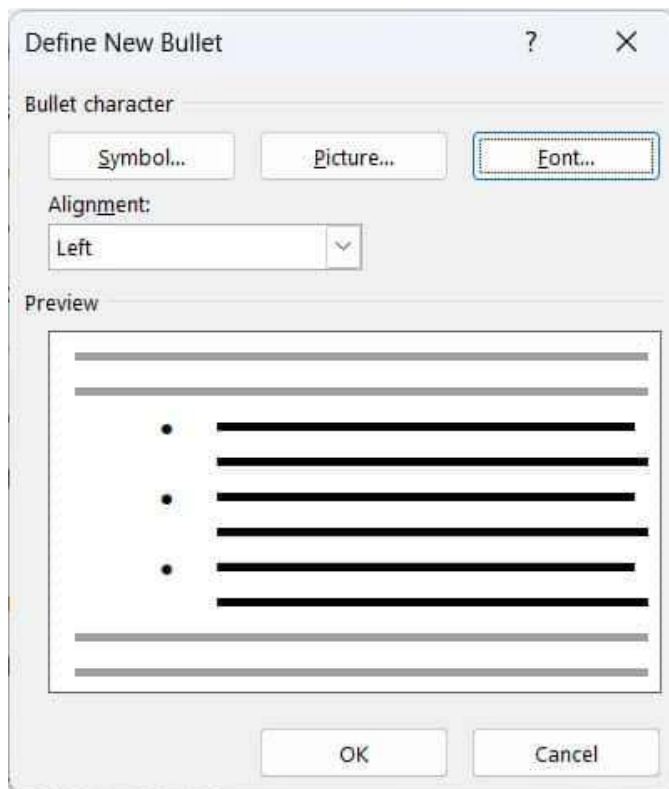 Define New Bullet ?
Bullet character
Symbol... Picture... Font...
Alignment:
Left
Preview
OK Cancel